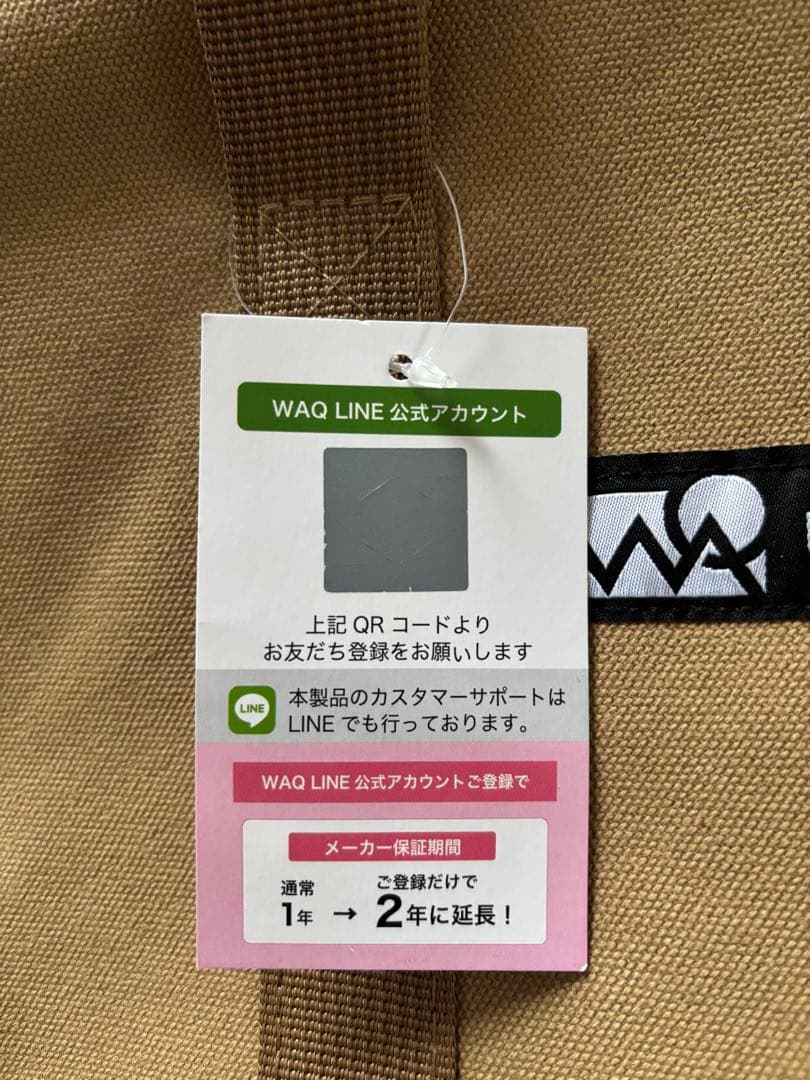 WAQ LINE 公式アカウント
上記 QR コードより
お友だち登録をお願いします
LINE
本製品のカスタマーサポートは
LINE でも行っております。
WAQ LINE 公式アカウントご登録で
メーカー保証期間
通常
1年
→
ご登録だけで
2年に延長！
WAQ